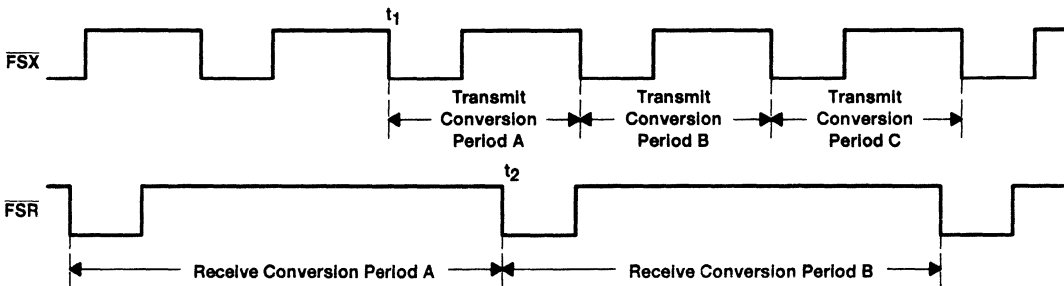 t1
FSX
Transmit
Conversion
Period A
Transmit
Conversion
Period B
Transmit
Conversion
Period C
t2
FSR
Receive Conversion Period A
Receive Conversion Period B